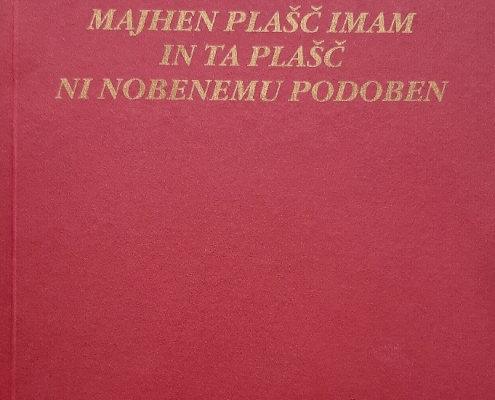 MAJHEN PLAŠČ IMAM
IN TA PLAŠČ
NI NOBENEMU PODOBEN